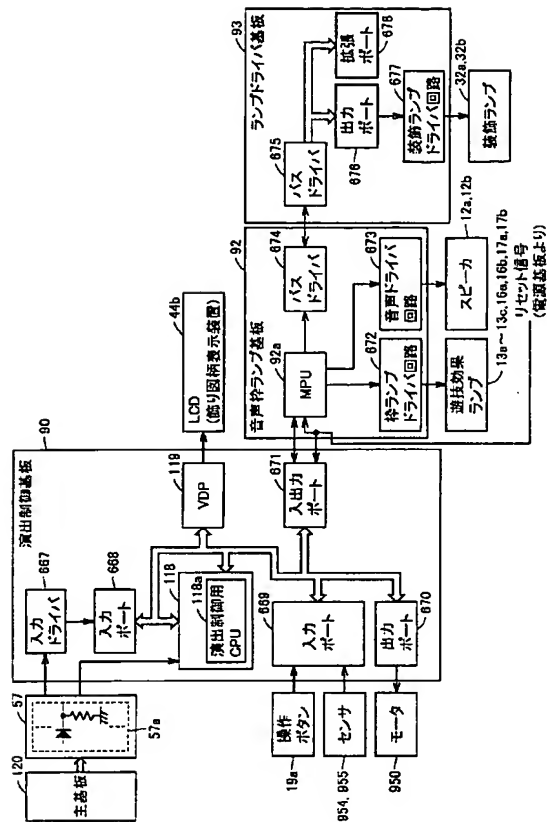 120
主基板
57
57a
90
演出制御基板
667
入力
ドライバ
668
入力
ポート
118
118a
演出制御用
CPU
119
VDP
44b
LCD
(飾り図柄表示装置)
669
入力
ポート
670
出力
ポート
671
入出力
ポート
操作
ボタン
19a
センサ
954, 955
モータ
950
92
音声枠ランプ基板
92a
MPU
674
バス
ドライバ
672
枠ランプ
ドライバ回路
673
音声ドライバ
回路
遊技効果
ランプ
13a~13c,16a,16b,17a,17b
スピーカ
12a, 12b
リセット信号
(電源基板より)
93
ランプドライバ基板
675
バス
ドライバ
676
出力
ポート
678
拡張
ポート
677
装飾ランプ
ドライバ回路
32a,32b
装飾ランプ